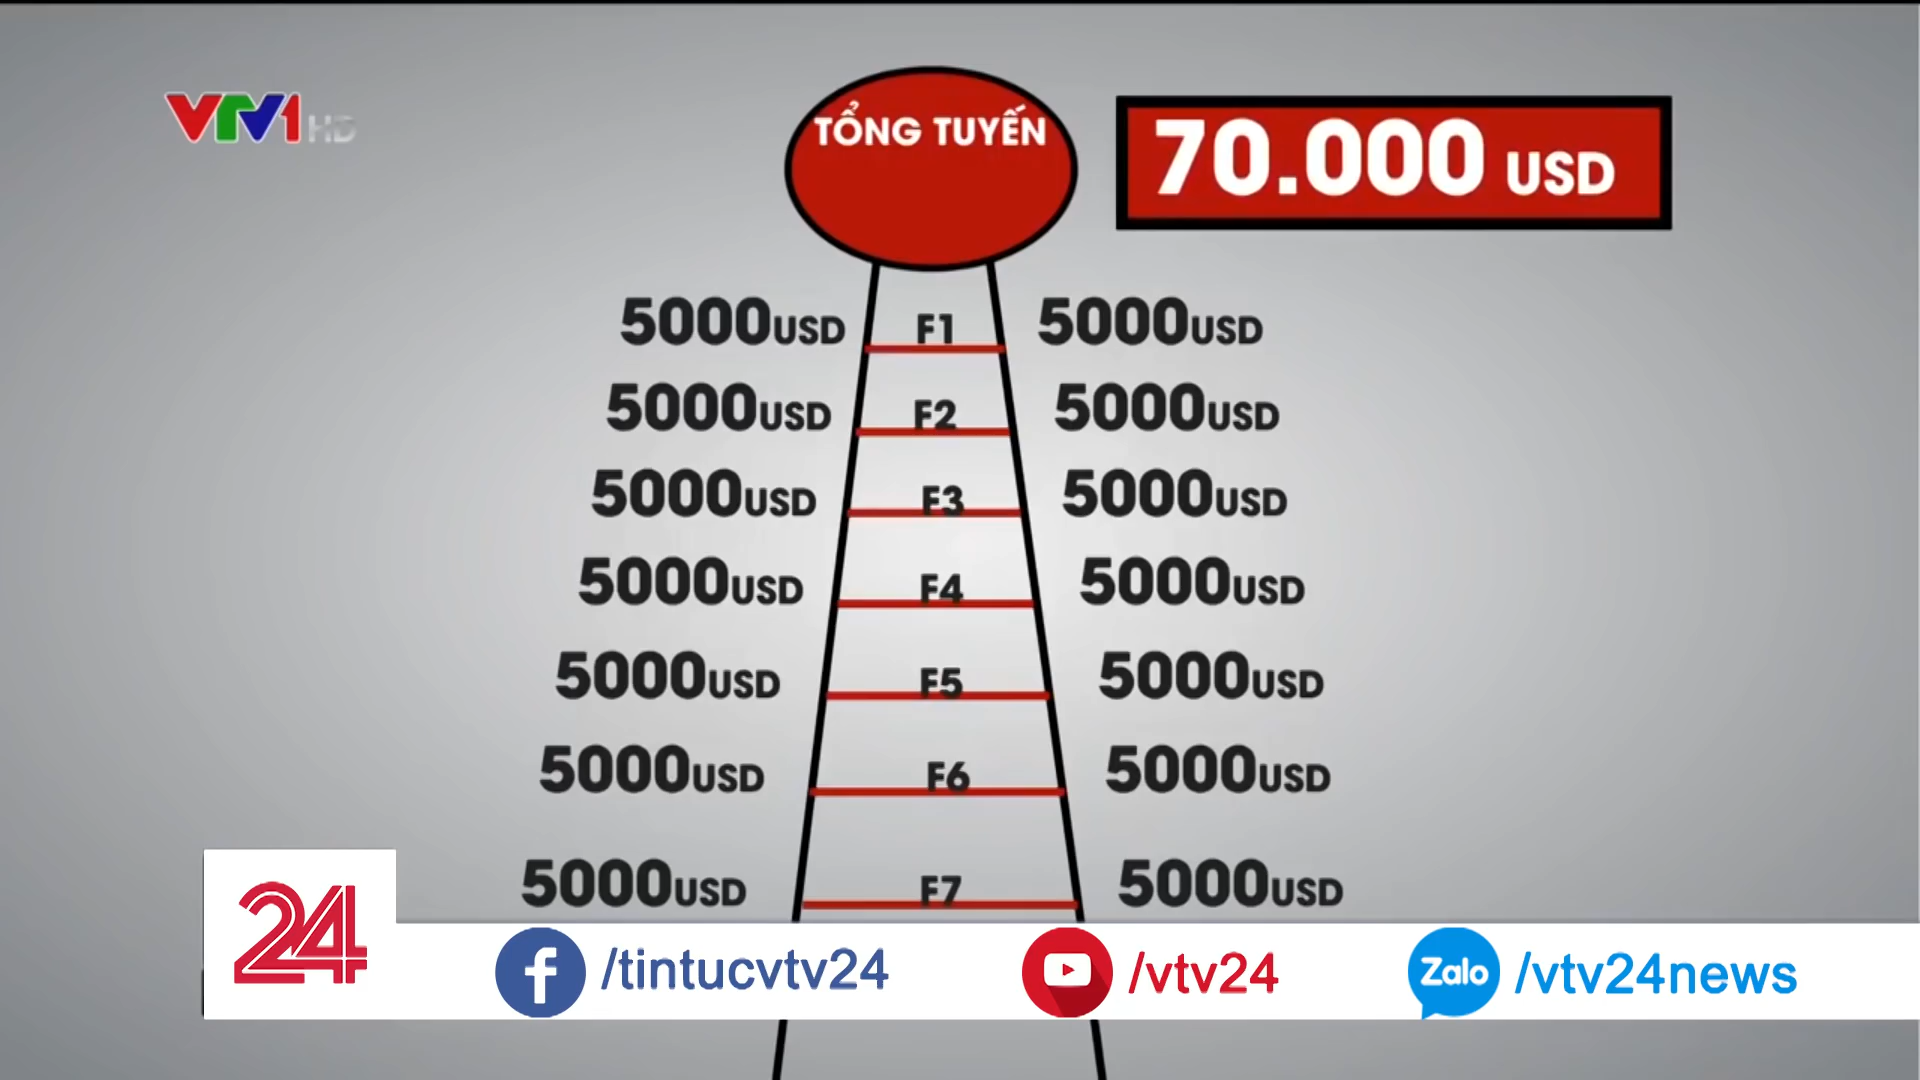 VTV1 HD
TỔNG TUYẾN
70.000 USD
5000USD F1 5000USD
5000USD F2 5000USD
5000USD F3 5000USD
5000USD F4 5000USD
5000USD F5 5000USD
5000USD F6 5000USD
5000USD F7 5000USD
24
/tintucvtv24
/vtv24
Zalo /vtv24news